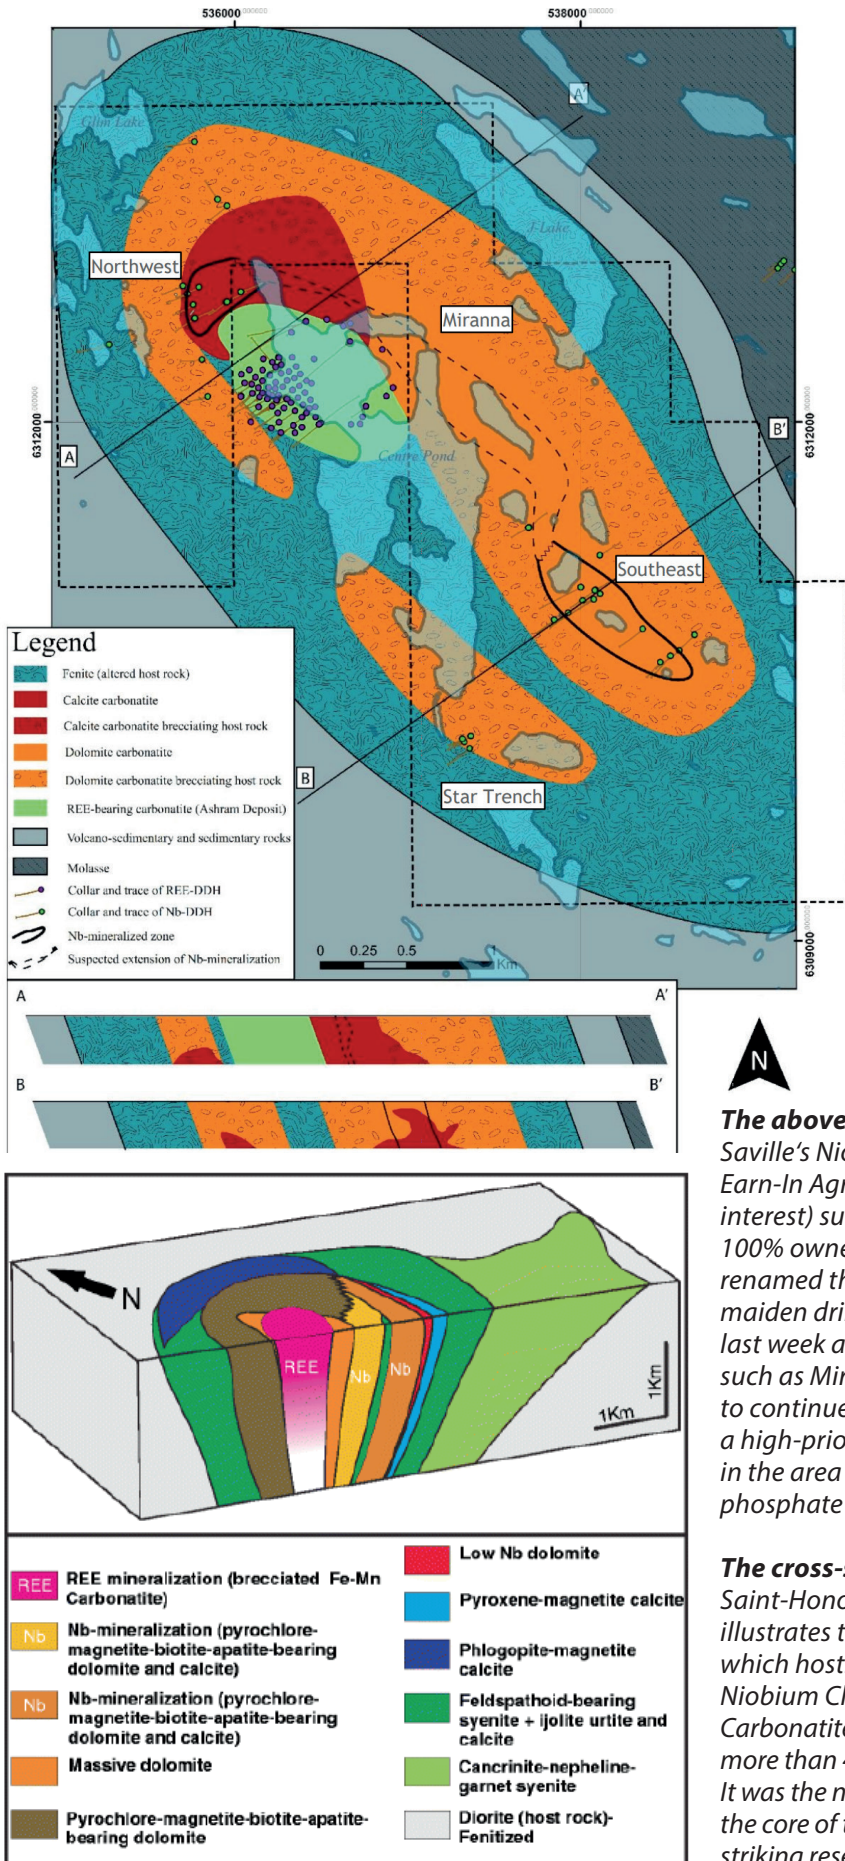 536000.000000
538000.000000
A'
Glim Lake
J-Lake
Northwest
Miranna
6312000.000000
B'
6312000.000000
A
Centre Pond
Southeast
B
Star Trench
6309000.000000
Legend
Fenite (altered host rock)
Calcite carbonatite
Calcite carbonatite brecciating host rock
Dolomite carbonatite
Dolomite carbonatite brecciating host rock
REE-bearing carbonatite (Ashram Deposit)
Volcano-sedimentary and sedimentary rocks
Molasse
Collar and trace of REE-DDH
Collar and trace of Nb-DDH
Nb-mineralized zone
Suspected extension of Nb-mineralization
0 0.25 0.5 1
Km
A A'
B B'
N
The above
Saville's Nio
Earn-In Agr
interest) su
100% owne
renamed th
maiden dri
last week a
such as Mir
to continue
a high-prio
in the area
phosphate
N
REE
Nb
Nb
1Km
1Km
The cross-s
Saint-Hono
illustrates t
which host
Niobium Cl
Carbonatit
more than 4
It was the n
the core of t
striking rese
REE REE mineralization (brecciated Fe-Mn
Carbonatite)
Nb Nb-mineralization (pyrochlore-
magnetite-biotite-apatite-bearing
dolomite and calcite)
Nb Nb-mineralization (pyrochlore-
magnetite-biotite-apatite-bearing
dolomite and calcite)
Massive dolomite
Pyrochlore-magnetite-biotite-apatite-
bearing dolomite
Low Nb dolomite
Pyroxene-magnetite calcite
Phlogopite-magnetite
calcite
Feldspathoid-bearing
syenite + ijolite urtite and
calcite
Cancrinite-nepheline-
garnet syenite
Diorite (host rock)-
Fenitized